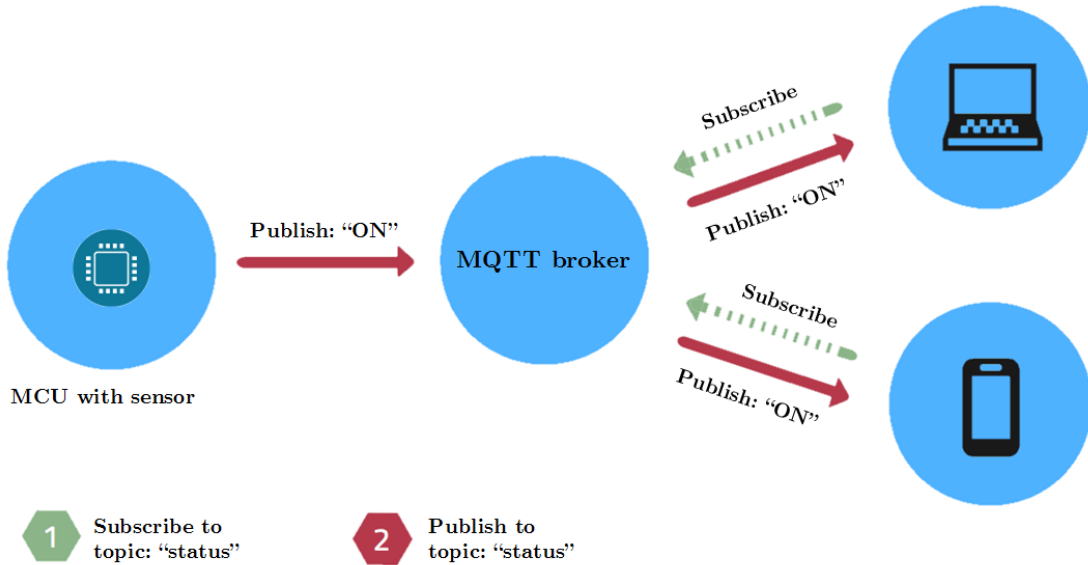 Subscribe
Publish: “ON”
Publish: “ON”
MQTT broker
Subscribe
Publish: “ON”
MCU with sensor
1
Subscribe to
topic: “status”
2
Publish to
topic: “status”